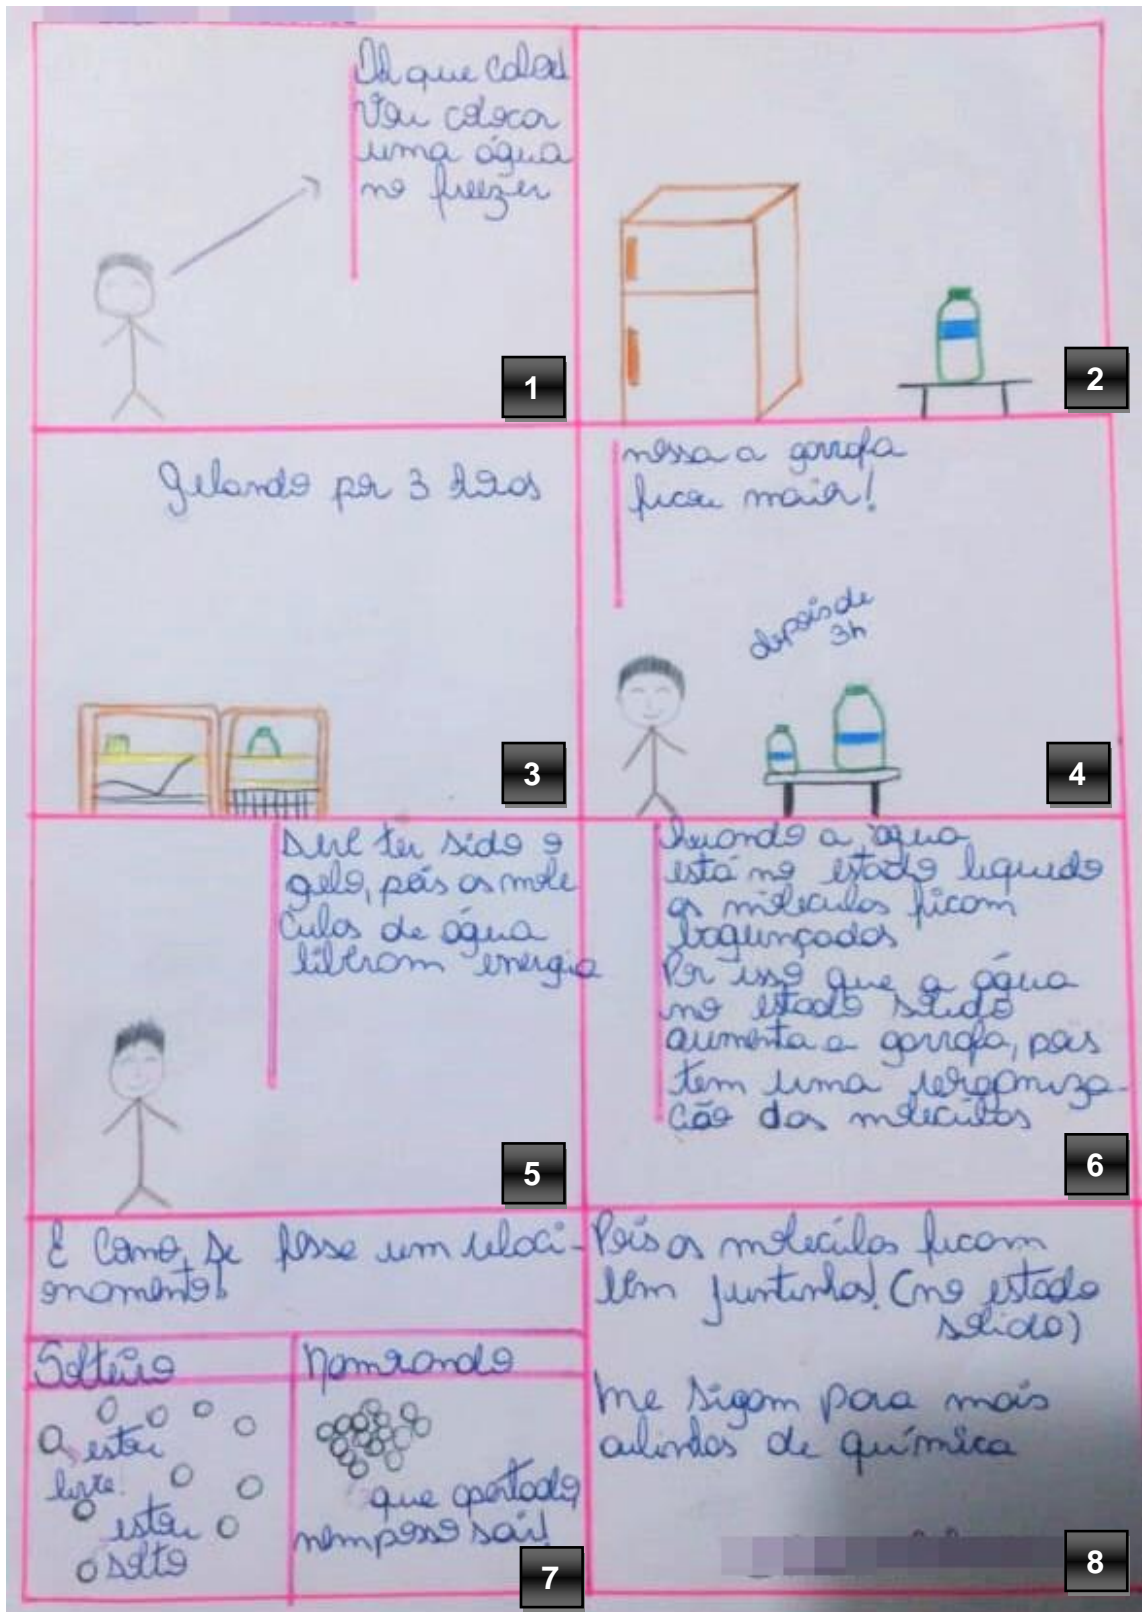 Oh que calor!
Vou colocar
uma água
no freezer
1
2
Gelando por 3 horas
3
nossa a garrafa
ficou maior!
depois de
3h
4
deve ter sido o
gelo, pois as molé
culas de água
liberam energia
5
Quando a água
está no estado liquido
as moléculas ficam
bagunçadas
Por isso que a água
no estado solido
aumenta a garrafa, pois
tem uma reorganiza-
ção das moléculas
6
É como se fosse um relaci-
onamento!
Solteiro
Namorando
estou
livre.
estou
solto
que apertado,
nem posso sair!
7
Pois as moléculas ficam
bem juntinhas! (no estado
sólido)
Me sigam para mais
aulinhas de química
8